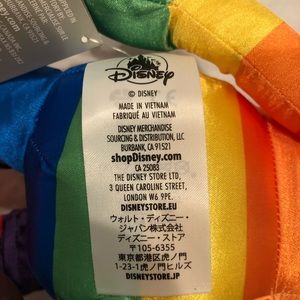 Disney
© DISNEY
MADE IN VIETNAM
FABRIQUÉ AU VIETNAM
DISNEY MERCHANDISE
SOURCING & DISTRIBUTION, LLC
BURBANK, CA 91521
shopDisney.com
CA 25083
THE DISNEY STORE LTD,
3 QUEEN CAROLINE STREET,
LONDON W6 9PE.
DISNEYSTORE.EU
ウォルト・ディズニー・
ジャパン株式会社
ディズニー・ストア
〒105-6355
東京都港区虎ノ門
1-23-1虎ノ門ヒルズ
DISNEYSTORE.JP